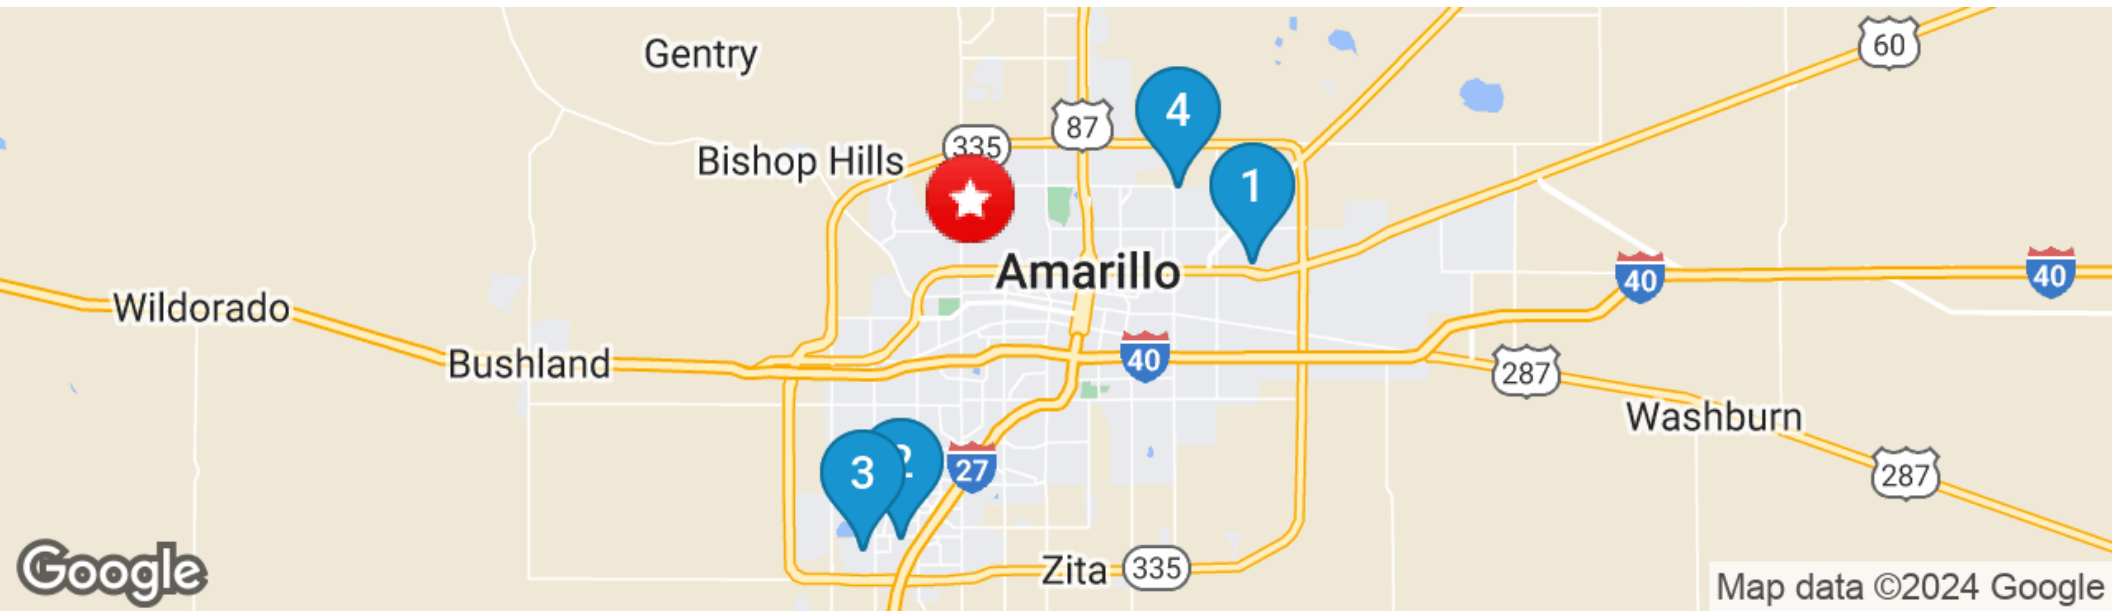 Gentry
60
4
87
335
Bishop Hills
1
Amarillo
40
40
Wildorado
Bushland
40
287
Washburn
3
2
27
287
Zita
335
Google
Map data ©2024 Google